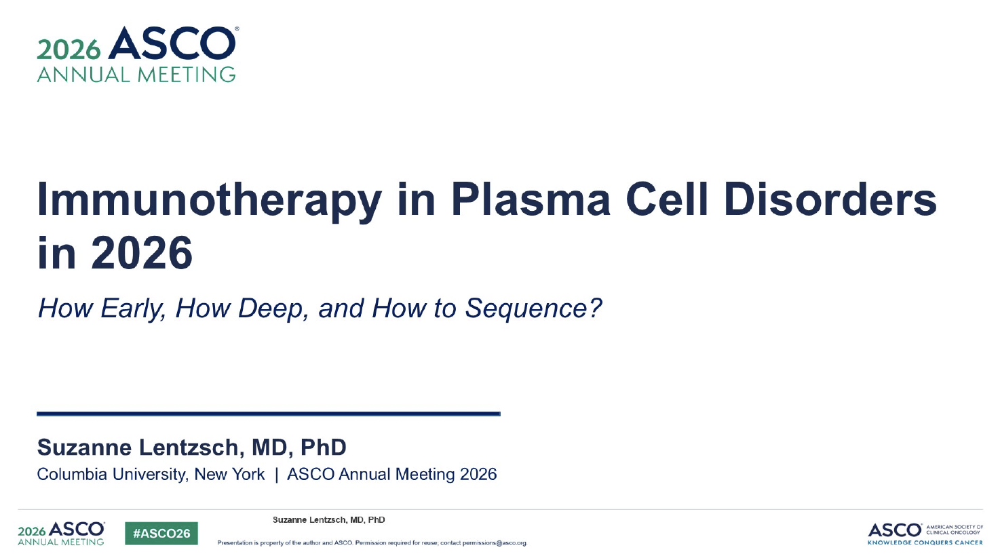 2026 ASCO®
ANNUAL MEETING
Immunotherapy in Plasma Cell Disorders
in 2026
How Early, How Deep, and How to Sequence?
Suzanne Lentzsch, MD, PhD
Columbia University, New York | ASCO Annual Meeting 2026
2026 ASCO®
ANNUAL MEETING
#ASCO26
Suzanne Lentzsch, MD, PhD
Presentation is property of the author and ASCO. Permission required for reuse; contact permissions@asco.org.
ASCO® AMERICAN SOCIETY OF
CLINICAL ONCOLOGY
KNOWLEDGE CONQUERS CANCER